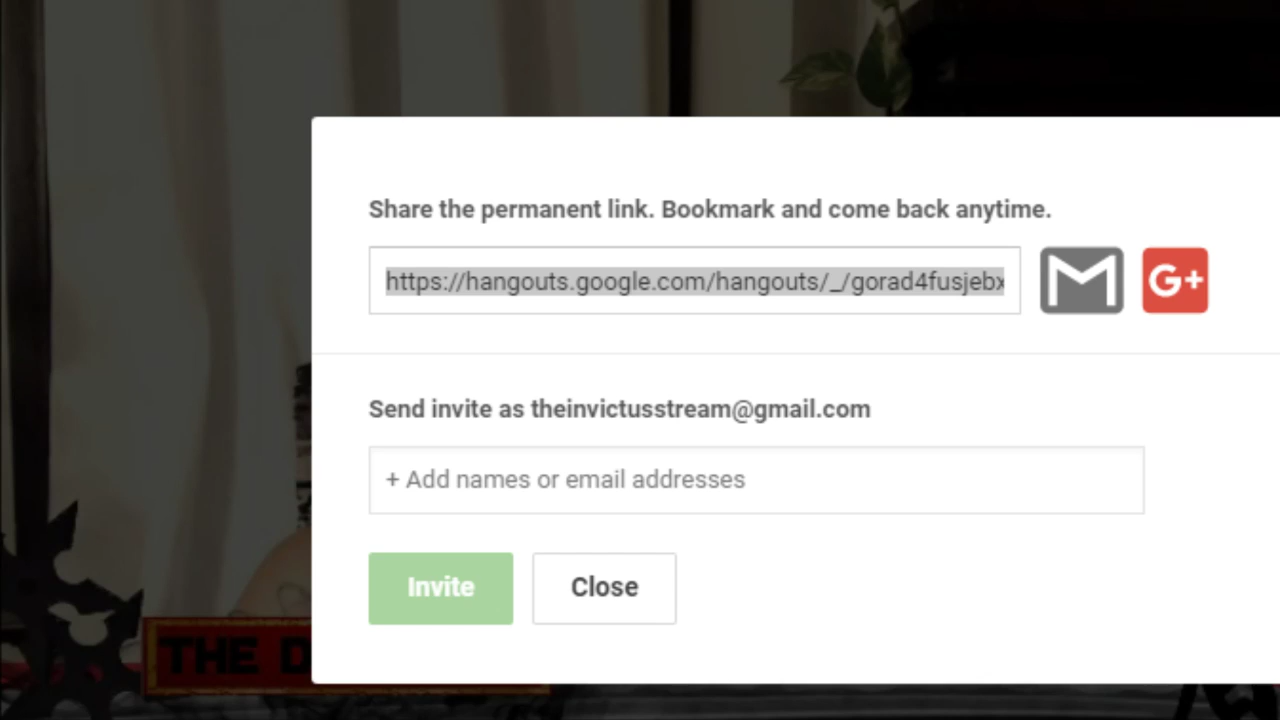 Share the permanent link. Bookmark and come back anytime.
https://hangouts.google.com/hangouts/_/gorad4fusjebx
G+
Send invite as theinvictusstream@gmail.com
+ Add names or email addresses
Invite Close
THE D